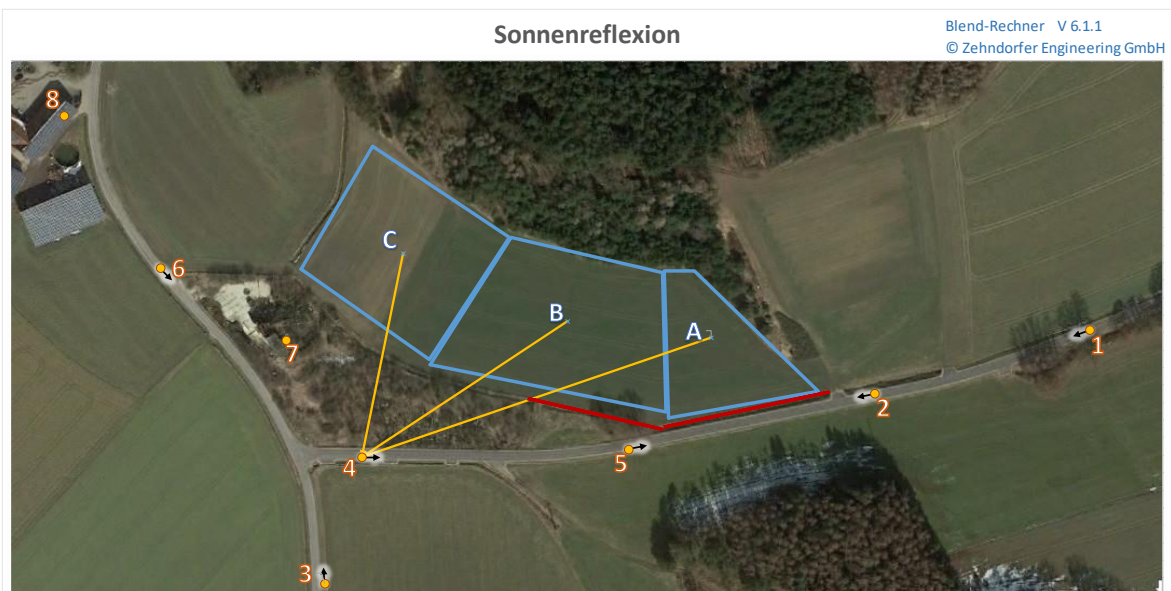 Sonnenreflexion
Blend-Rechner V 6.1.1
© Zehndorfer Engineering GmbH
8
C
6
B
A
7
1
2
4
5
3